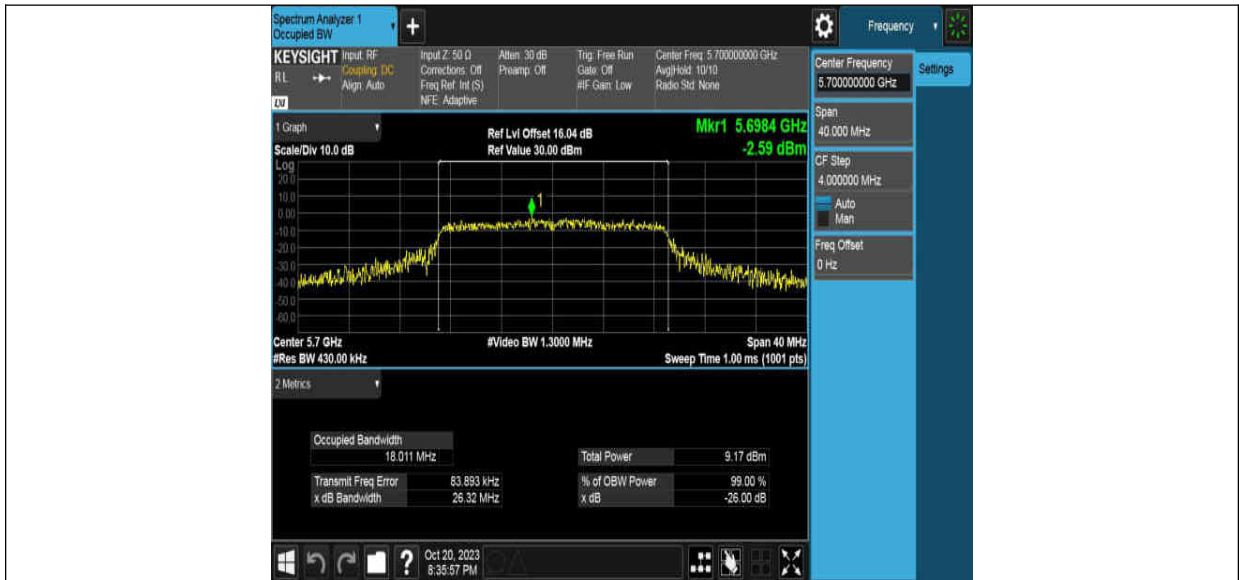 Spectrum Analyzer 1
Occupied BW
+
Frequency
KEYSIGHT
RL
LW
Input: RF
Coupling: DC
Align: Auto
Input Z: 50 Ω
Corrections: Off
Freq Ref: Int (S)
NFE: Adaptive
Atten: 30 dB
Preamp: Off
Trig: Free Run
Gate: Off
#IF Gain: Low
Center Freq: 5.700000000 GHz
Avg|Hold: 10/10
Radio Std: None
Center Frequency
5.700000000 GHz
Settings
Span
40.000 MHz
CF Step
4.000000 MHz
Auto
Man
Freq Offset
0 Hz
1 Graph
Scale/Div 10.0 dB
Ref Lvl Offset 16.04 dB
Ref Value 30.00 dBm
Mkr1 5.6984 GHz
-2.59 dBm
Log
20.0
10.0
0.00
-10.0
-20.0
-30.0
-40.0
-50.0
-60.0
1
Center 5.7 GHz
#Video BW 1.3000 MHz
Span 40 MHz
#Res BW 430.00 kHz
Sweep Time 1.00 ms (1001 pts)
2 Metrics
Occupied Bandwidth
18.011 MHz
Total Power 9.17 dBm
Transmit Freq Error 83.893 kHz
% of OBW Power 99.00 %
x dB Bandwidth 26.32 MHz
x dB -26.00 dB
?
Oct 20, 2023
8:35:57 PM